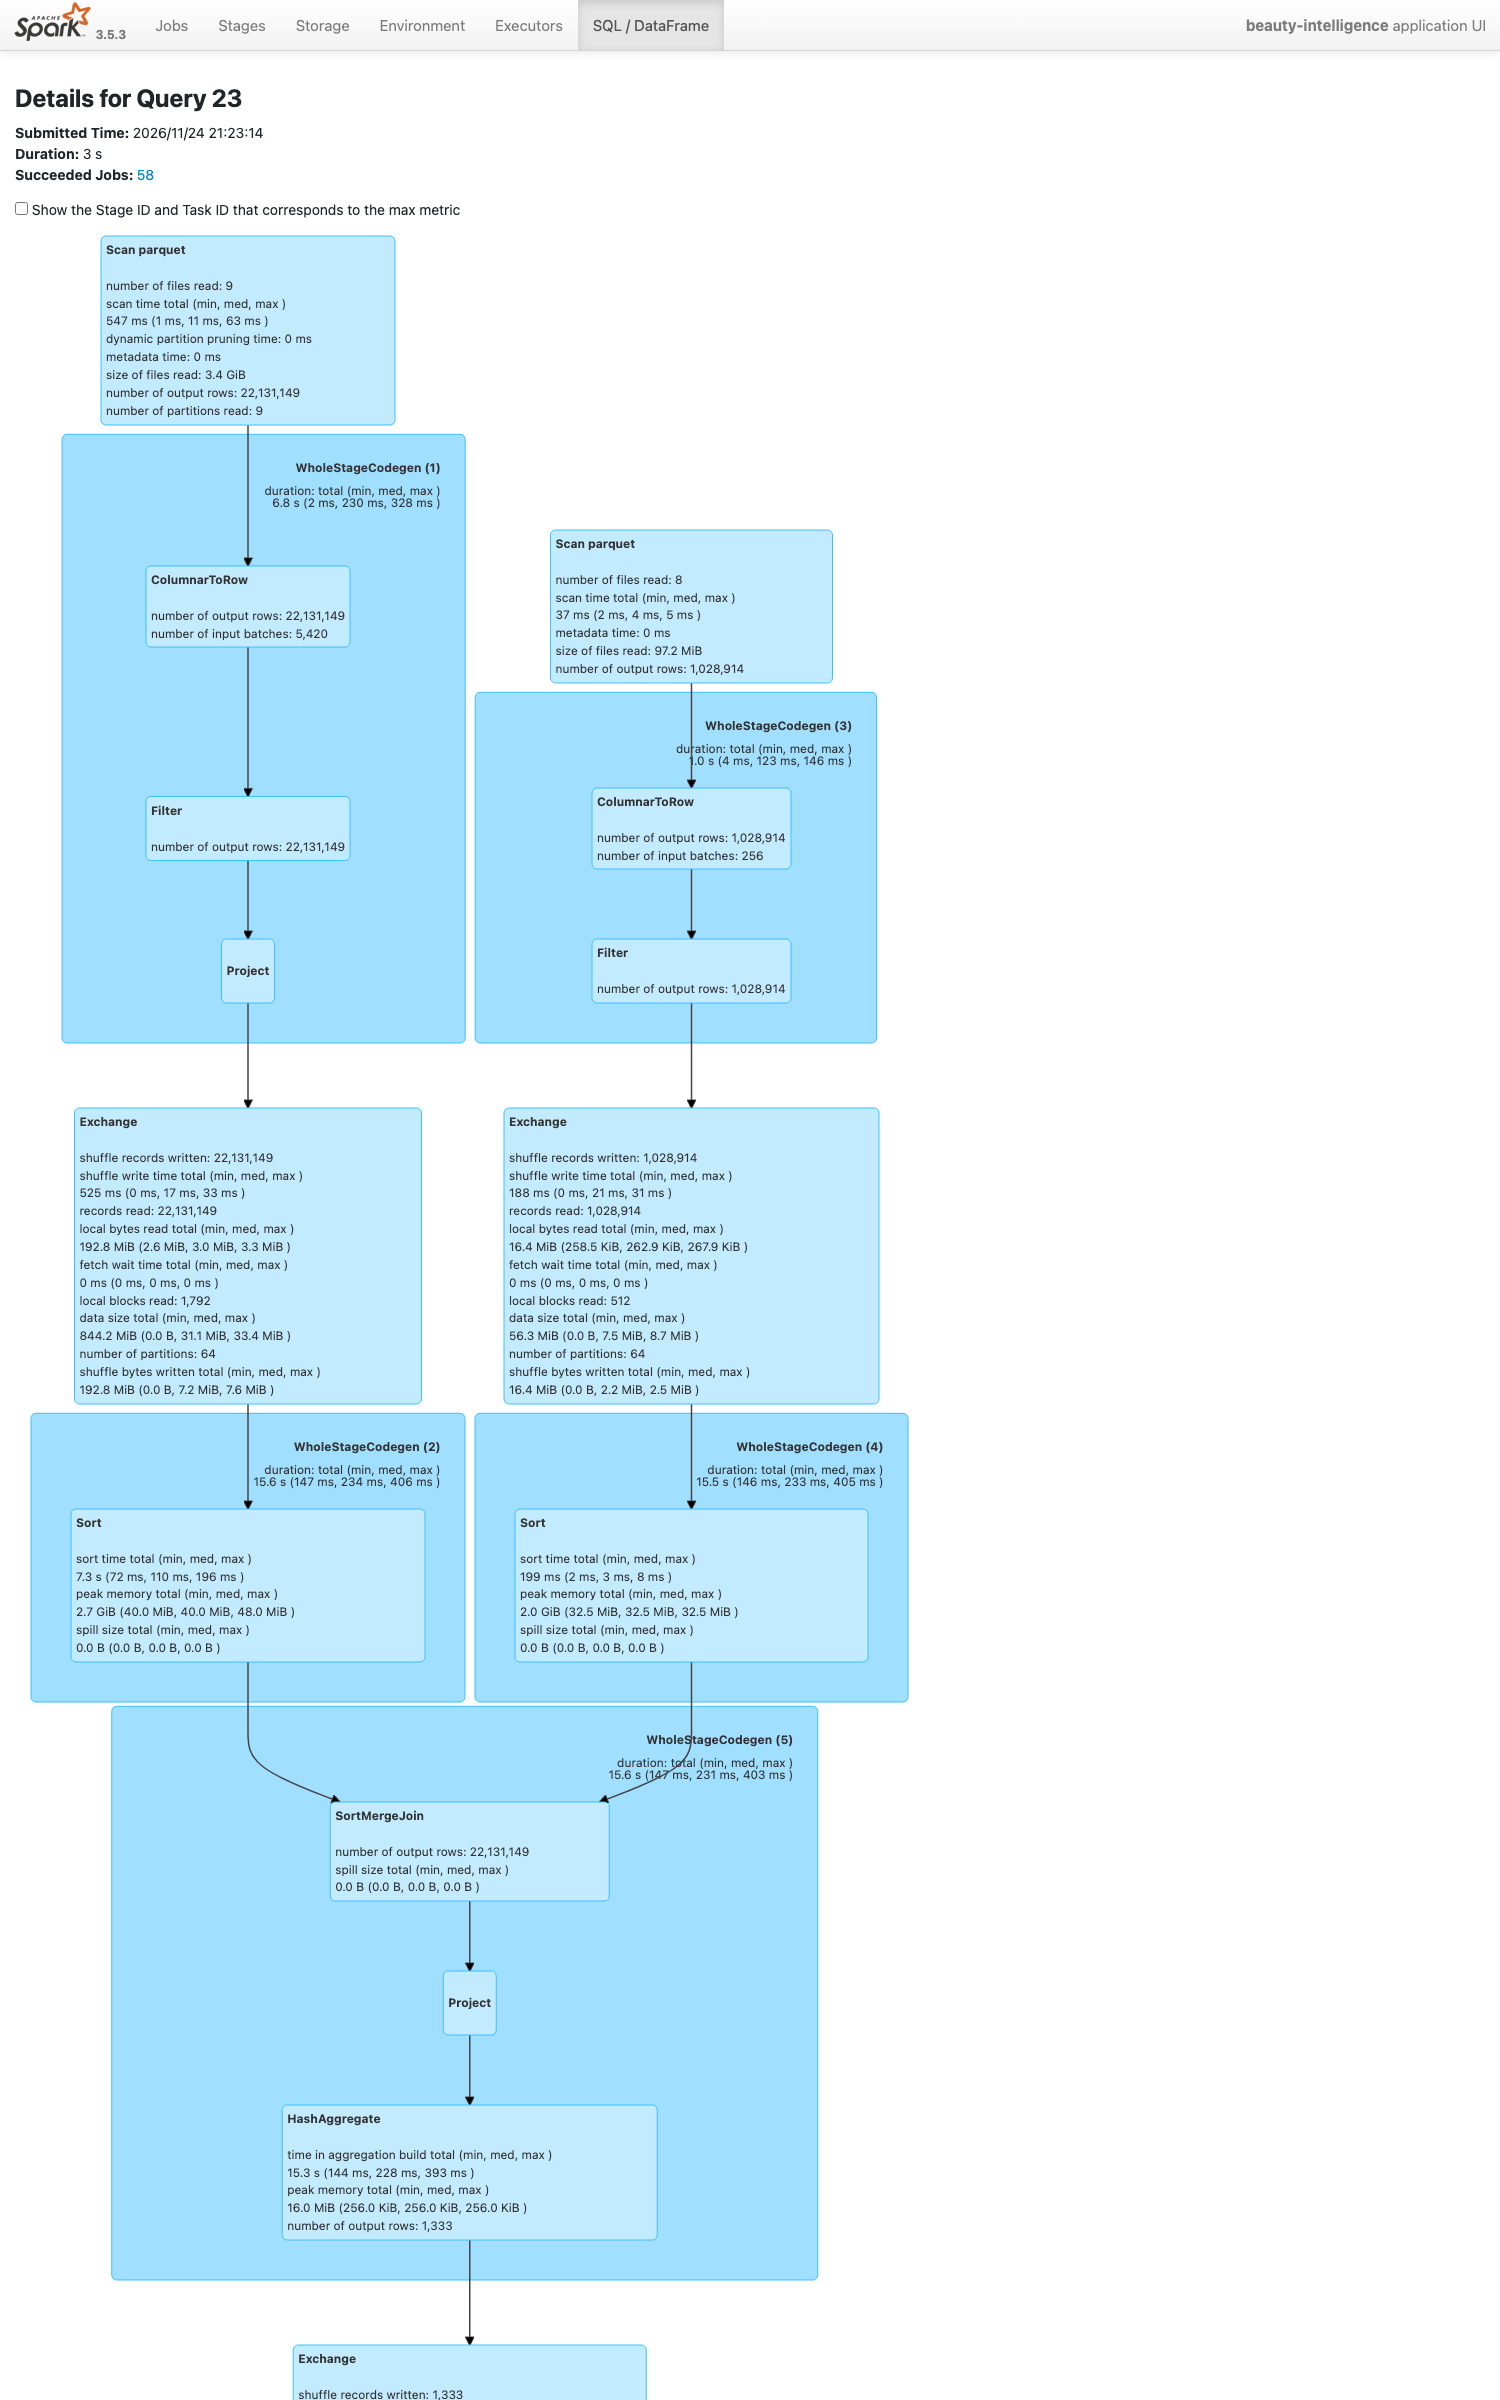 APACHE
Spark 3.5.3
Jobs
Stages
Storage
Environment
Executors
SQL / DataFrame
beauty-intelligence application UI
Details for Query 23
Submitted Time: 2026/11/24 21:23:14
Duration: 3 s
Succeeded Jobs: 58
Show the Stage ID and Task ID that corresponds to the max metric
Scan parquet
number of files read: 9
scan time total (min, med, max )
547 ms (1 ms, 11 ms, 63 ms )
dynamic partition pruning time: 0 ms
metadata time: 0 ms
size of files read: 3.4 GiB
number of output rows: 22,131,149
number of partitions read: 9
WholeStageCodegen (1)
duration: total (min, med, max )
6.8 s (2 ms, 230 ms, 328 ms )
ColumnarToRow
number of output rows: 22,131,149
number of input batches: 5,420
Filter
number of output rows: 22,131,149
Project
Scan parquet
number of files read: 8
scan time total (min, med, max )
37 ms (2 ms, 4 ms, 5 ms )
metadata time: 0 ms
size of files read: 97.2 MiB
number of output rows: 1,028,914
WholeStageCodegen (3)
duration: total (min, med, max )
1.0 s (4 ms, 123 ms, 146 ms )
ColumnarToRow
number of output rows: 1,028,914
number of input batches: 256
Filter
number of output rows: 1,028,914
Exchange
shuffle records written: 22,131,149
shuffle write time total (min, med, max )
525 ms (0 ms, 17 ms, 33 ms )
records read: 22,131,149
local bytes read total (min, med, max )
192.8 MiB (2.6 MiB, 3.0 MiB, 3.3 MiB )
fetch wait time total (min, med, max )
0 ms (0 ms, 0 ms, 0 ms )
local blocks read: 1,792
data size total (min, med, max )
844.2 MiB (0.0 B, 31.1 MiB, 33.4 MiB )
number of partitions: 64
shuffle bytes written total (min, med, max )
192.8 MiB (0.0 B, 7.2 MiB, 7.6 MiB )
Exchange
shuffle records written: 1,028,914
shuffle write time total (min, med, max )
188 ms (0 ms, 21 ms, 31 ms )
records read: 1,028,914
local bytes read total (min, med, max )
16.4 MiB (258.5 KiB, 262.9 KiB, 267.9 KiB )
fetch wait time total (min, med, max )
0 ms (0 ms, 0 ms, 0 ms )
local blocks read: 512
data size total (min, med, max )
56.3 MiB (0.0 B, 7.5 MiB, 8.7 MiB )
number of partitions: 64
shuffle bytes written total (min, med, max )
16.4 MiB (0.0 B, 2.2 MiB, 2.5 MiB )
WholeStageCodegen (2)
duration: total (min, med, max )
15.6 s (147 ms, 234 ms, 406 ms )
Sort
sort time total (min, med, max )
7.3 s (72 ms, 110 ms, 196 ms )
peak memory total (min, med, max )
2.7 GiB (40.0 MiB, 40.0 MiB, 48.0 MiB )
spill size total (min, med, max )
0.0 B (0.0 B, 0.0 B, 0.0 B )
WholeStageCodegen (4)
duration: total (min, med, max )
15.5 s (146 ms, 233 ms, 405 ms )
Sort
sort time total (min, med, max )
199 ms (2 ms, 3 ms, 8 ms )
peak memory total (min, med, max )
2.0 GiB (32.5 MiB, 32.5 MiB, 32.5 MiB )
spill size total (min, med, max )
0.0 B (0.0 B, 0.0 B, 0.0 B )
WholeStageCodegen (5)
duration: total (min, med, max )
15.6 s (147 ms, 231 ms, 403 ms )
SortMergeJoin
number of output rows: 22,131,149
spill size total (min, med, max )
0.0 B (0.0 B, 0.0 B, 0.0 B )
Project
HashAggregate
time in aggregation build total (min, med, max )
15.3 s (144 ms, 228 ms, 393 ms )
peak memory total (min, med, max )
16.0 MiB (256.0 KiB, 256.0 KiB, 256.0 KiB )
number of output rows: 1,333
Exchange
shuffle records written: 1,333